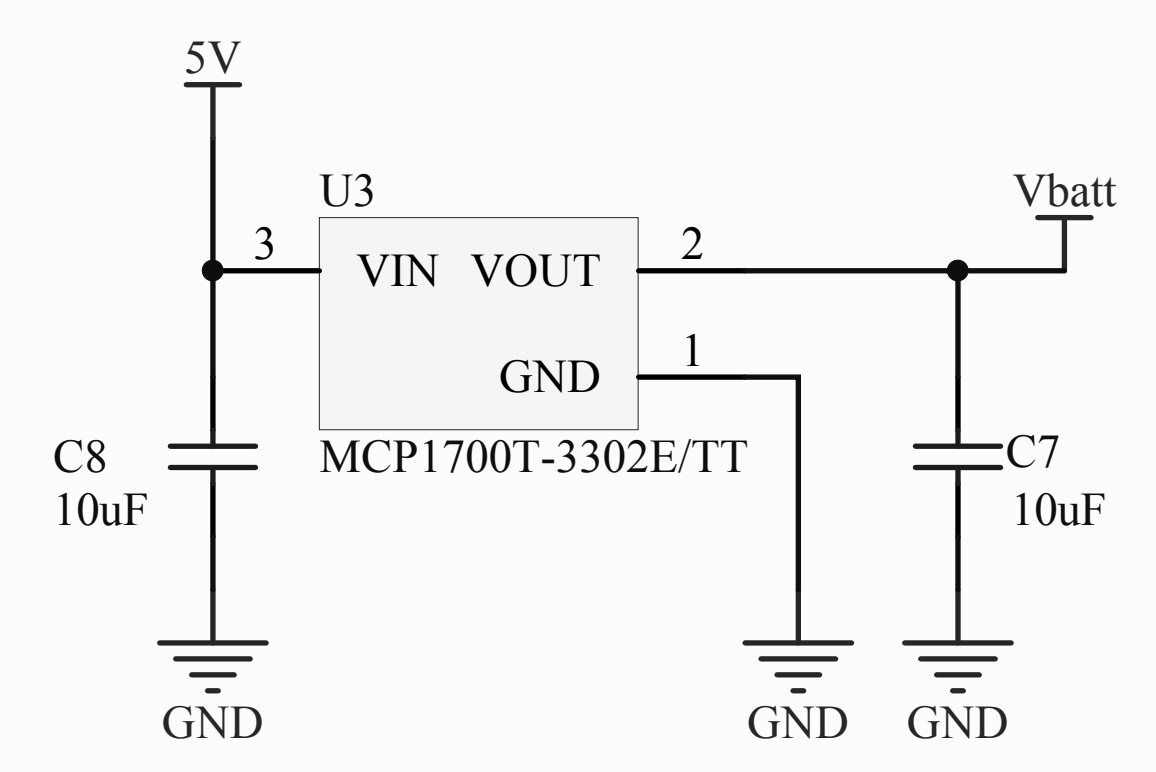 5V
U3
Vbatt
3
VIN VOUT
2
GND
1
C8
10uF
MCP1700T-3302E/TT
C7
10uF
GND
GND
GND